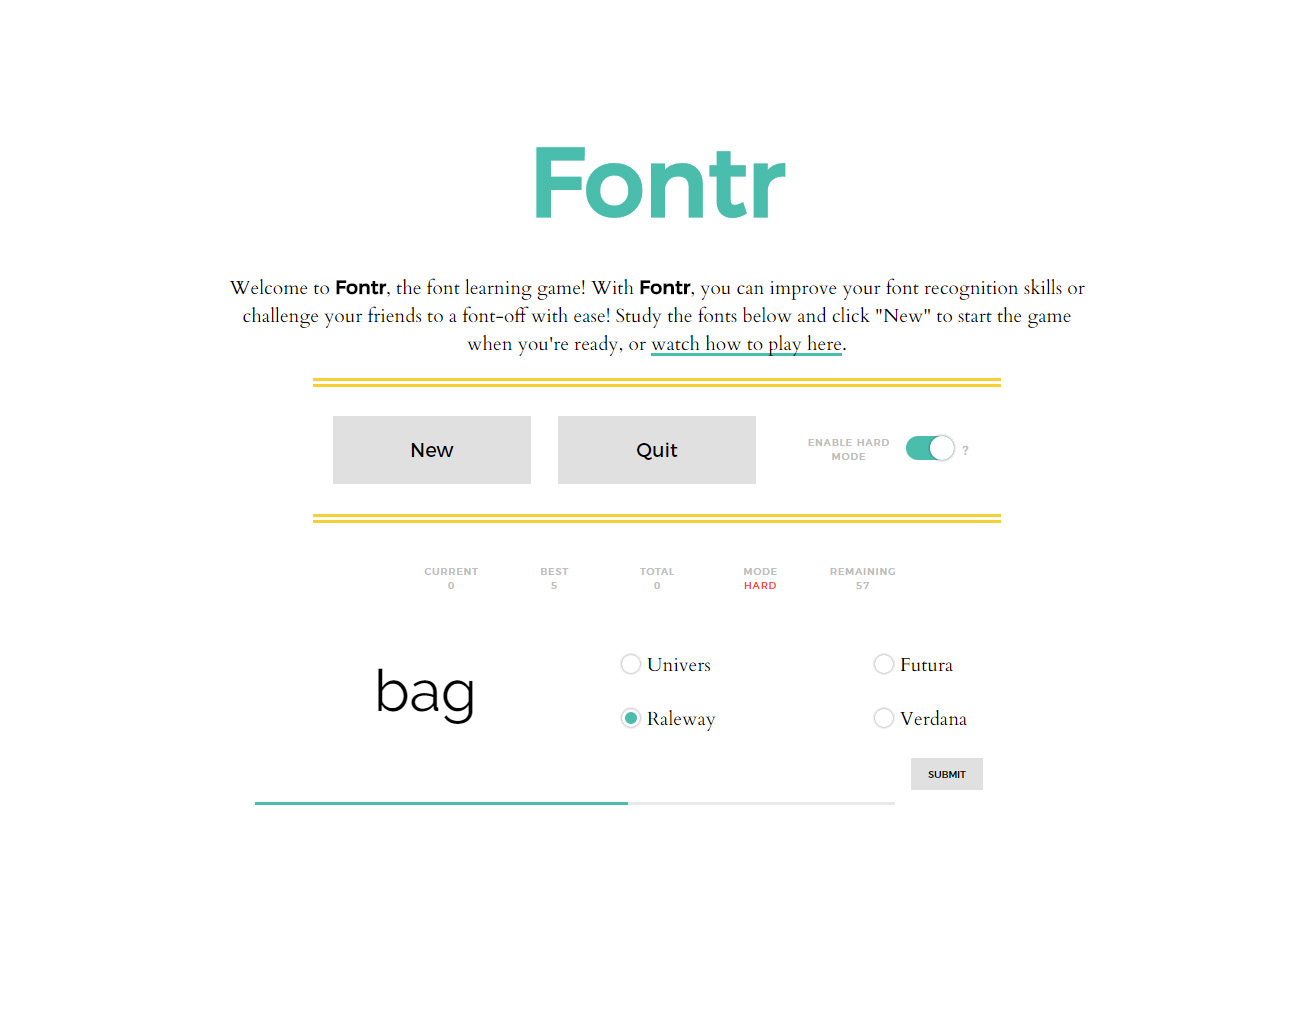 Fontr
Welcome to Fontr, the font learning game! With Fontr, you can improve your font recognition skills or
challenge your friends to a font-off with ease! Study the fonts below and click "New" to start the game
when you're ready, or watch how to play here.
New Quit ENABLE HARD
MODE ?
CURRENT BEST TOTAL MODE REMAINING
0 5 0 HARD 57
bag
Univers Futura
Raleway Verdana
SUBMIT